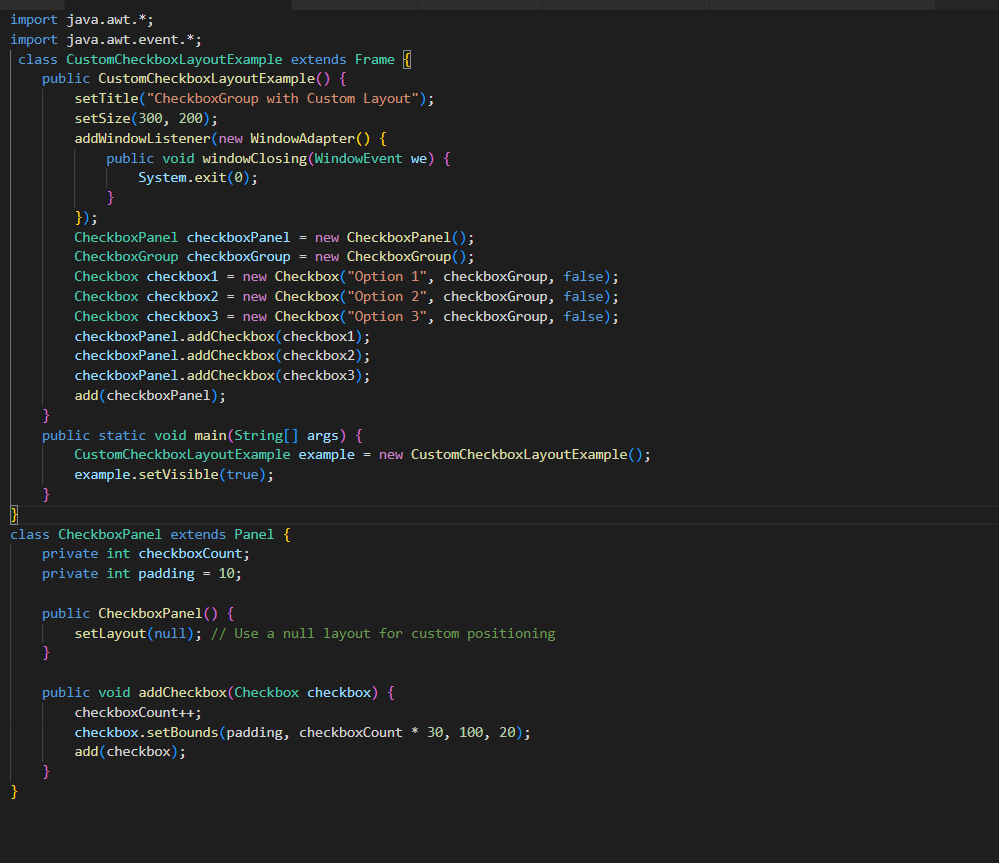 import java.awt.*;
import java.awt.event.*;
 class CustomCheckboxLayoutExample extends Frame {
    public CustomCheckboxLayoutExample() {
        setTitle("CheckboxGroup with Custom Layout");
        setSize(300, 200);
        addWindowListener(new WindowAdapter() {
            public void windowClosing(WindowEvent we) {
                System.exit(0);
            }
        });
        CheckboxPanel checkboxPanel = new CheckboxPanel();
        CheckboxGroup checkboxGroup = new CheckboxGroup();
        Checkbox checkbox1 = new Checkbox("Option 1", checkboxGroup, false);
        Checkbox checkbox2 = new Checkbox("Option 2", checkboxGroup, false);
        Checkbox checkbox3 = new Checkbox("Option 3", checkboxGroup, false);
        checkboxPanel.addCheckbox(checkbox1);
        checkboxPanel.addCheckbox(checkbox2);
        checkboxPanel.addCheckbox(checkbox3);
        add(checkboxPanel);
    }
    public static void main(String[] args) {
        CustomCheckboxLayoutExample example = new CustomCheckboxLayoutExample();
        example.setVisible(true);
    }
}
class CheckboxPanel extends Panel {
    private int checkboxCount;
    private int padding = 10;

    public CheckboxPanel() {
        setLayout(null); // Use a null layout for custom positioning
    }

    public void addCheckbox(Checkbox checkbox) {
        checkboxCount++;
        checkbox.setBounds(padding, checkboxCount * 30, 100, 20);
        add(checkbox);
    }
}